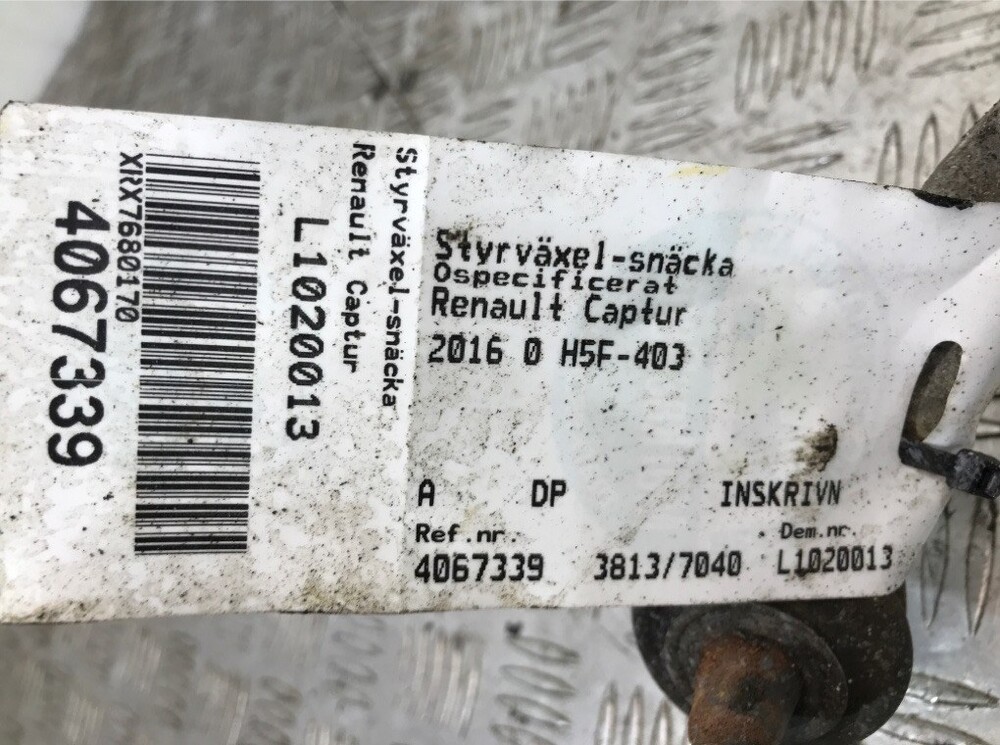 4067339
XIX7680170
L1020013
Renault Captur
Styrväxel-snäcka
Styrväxel-snäcka
Ospecificerat
Renault Captur
2016 0 H5F-403
A DP INSKRIVN
Ref.nr. Dem.nr.
4067339 3813/7040 L1020013